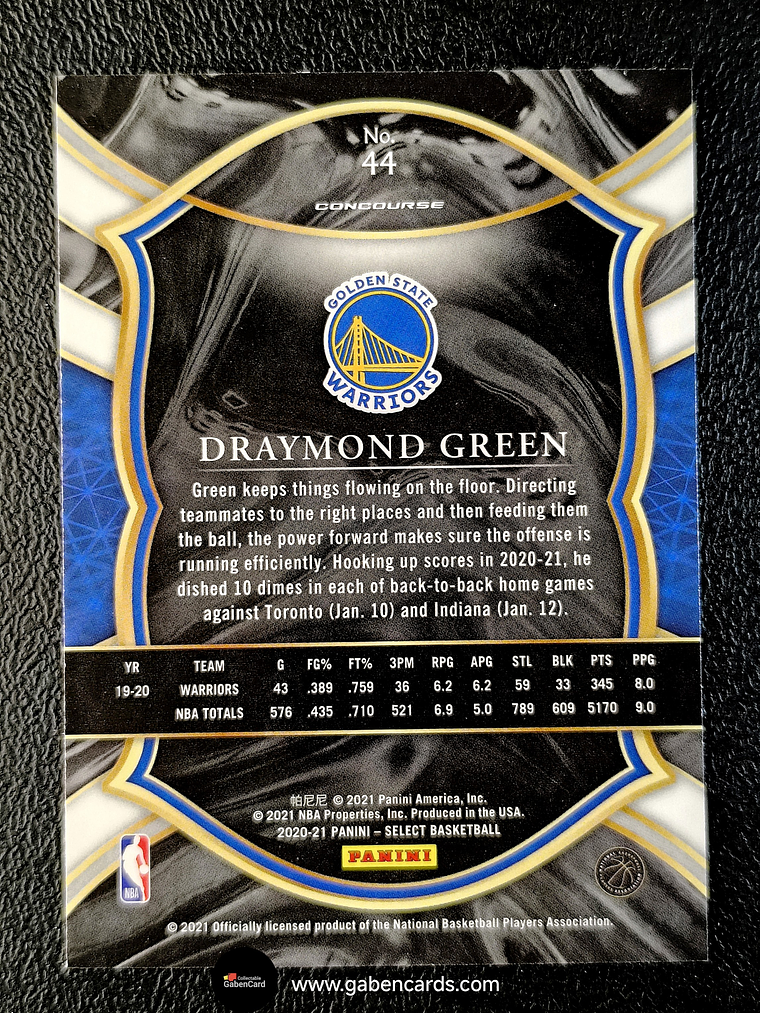 No.
44
CONCOURSE
GOLDEN STATE
WARRIORS
DRAYMOND GREEN
Green keeps things flowing on the floor. Directing
teammates to the right places and then feeding them
the ball, the power forward makes sure the offense is
running efficiently. Hooking up scores in 2020-21, he
dished 10 dimes in each of back-to-back home games
against Toronto (Jan. 10) and Indiana (Jan. 12).
YR TEAM G FG% FT% 3PM RPG APG STL BLK PTS PPG
19-20 WARRIORS 43 .389 .759 36 6.2 6.2 59 33 345 8.0
NBA TOTALS 576 .435 .710 521 6.9 5.0 789 609 5170 9.0
帕尼尼 © 2021 Panini America, Inc.
© 2021 NBA Properties, Inc. Produced in the USA.
2020-21 PANINI – SELECT BASKETBALL
PANINI
NBA
© 2021 Officially licensed product of the National Basketball Players Association.
Collectable
GabenCard
www.gabencards.com